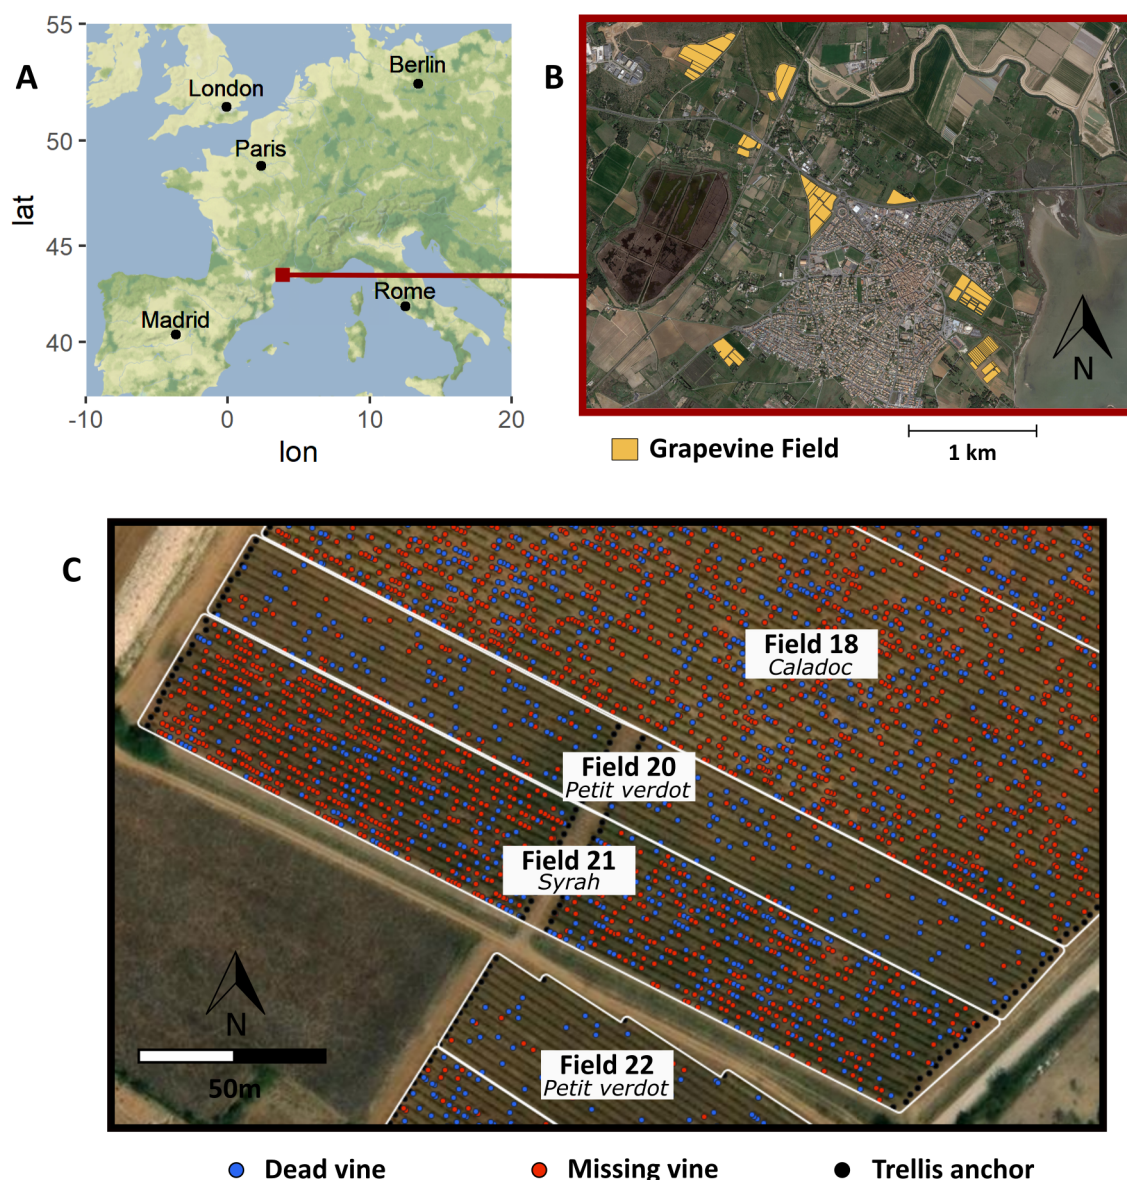 A
55
50
45
40
lat
-10
0
10
20
lon
London
Berlin
Paris
Madrid
Rome
B
N
Grapevine Field
1 km
C
Field 18
Caladoc
Field 20
Petit verdot
Field 21
Syrah
Field 22
Petit verdot
N
50m
Dead vine
Missing vine
Trellis anchor